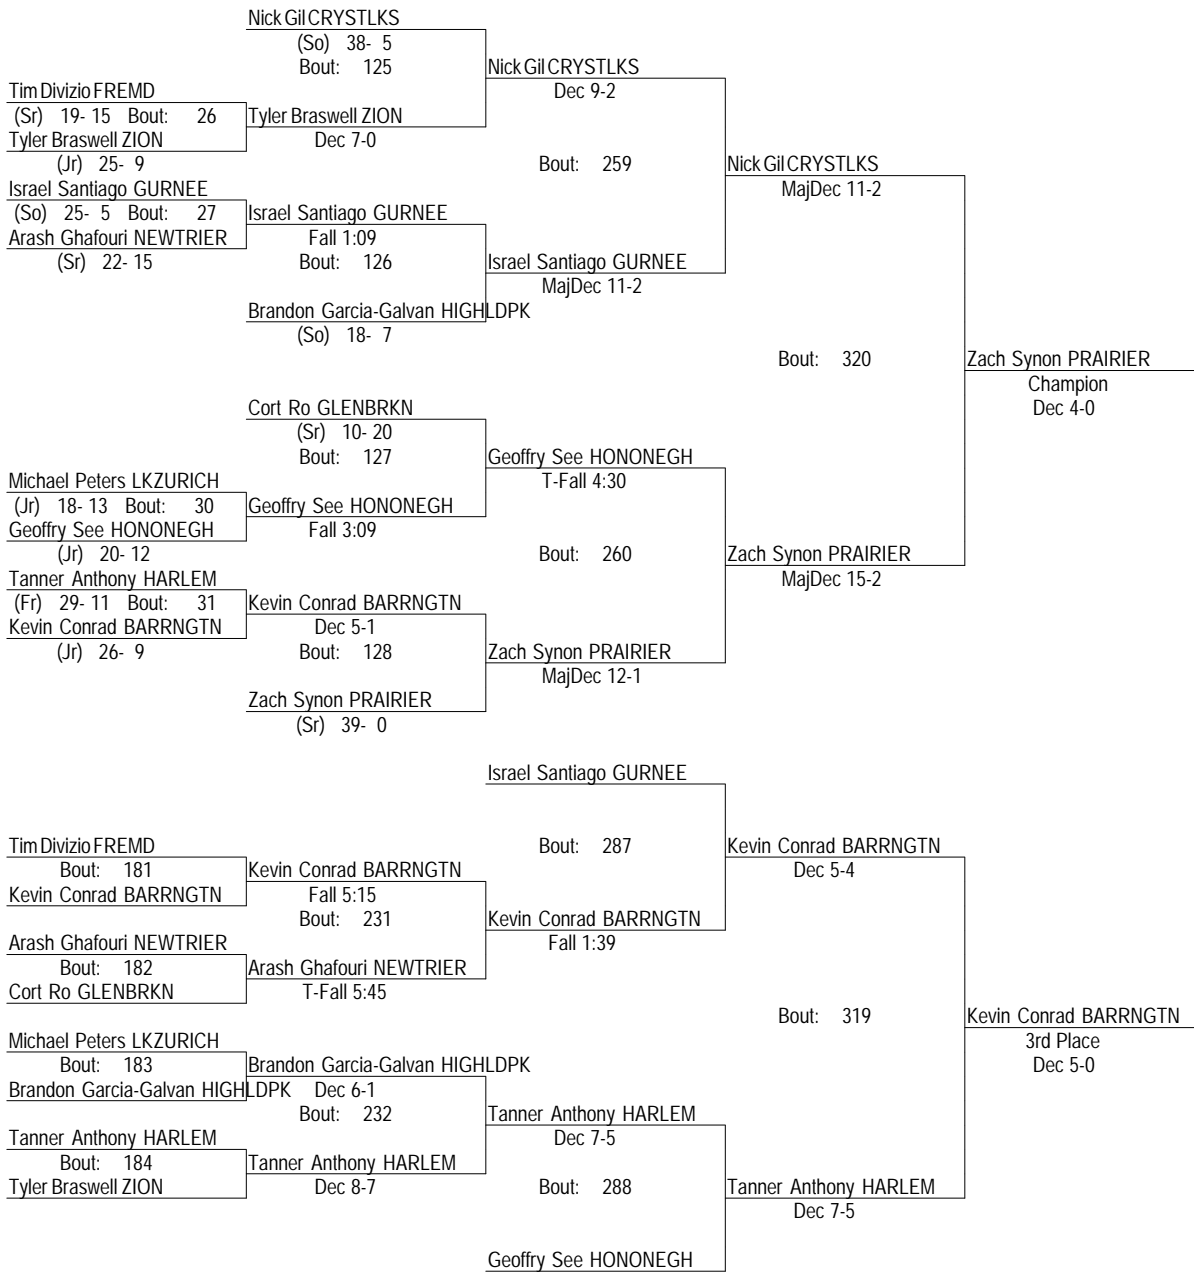 Nick Gil CRYSTLKS
(So) 38- 5
Bout: 125
Nick Gil CRYSTLKS
Dec 9-2
Tim Divizio FREMD
(Sr) 19- 15 Bout: 26
Tyler Braswell ZION
Tyler Braswell ZION
Dec 7-0
(Jr) 25- 9
Bout: 259
Nick Gil CRYSTLKS
MajDec 11-2
Israel Santiago GURNEE
(So) 25- 5 Bout: 27
Israel Santiago GURNEE
Arash Ghafouri NEWTRIER
Fall 1:09
(Sr) 22- 15
Bout: 126
Israel Santiago GURNEE
MajDec 11-2
Brandon Garcia-Galvan HIGHLDPK
(So) 18- 7
Bout: 320
Zach Synon PRAIRIER
Champion
Dec 4-0
Cort Ro GLENBRKN
(Sr) 10- 20
Bout: 127
Geoffry See HONONEGH
T-Fall 4:30
Michael Peters LKZURICH
(Jr) 18- 13 Bout: 30
Geoffry See HONONEGH
Geoffry See HONONEGH
Fall 3:09
(Jr) 20- 12
Bout: 260
Zach Synon PRAIRIER
MajDec 15-2
Tanner Anthony HARLEM
(Fr) 29- 11 Bout: 31
Kevin Conrad BARRNGTN
Kevin Conrad BARRNGTN
Dec 5-1
(Jr) 26- 9
Bout: 128
Zach Synon PRAIRIER
MajDec 12-1
Zach Synon PRAIRIER
(Sr) 39- 0
Israel Santiago GURNEE
Bout: 287
Kevin Conrad BARRNGTN
Dec 5-4
Tim Divizio FREMD
Bout: 181
Kevin Conrad BARRNGTN
Kevin Conrad BARRNGTN
Fall 5:15
Bout: 231
Kevin Conrad BARRNGTN
Fall 1:39
Arash Ghafouri NEWTRIER
Bout: 182
Arash Ghafouri NEWTRIER
Cort Ro GLENBRKN
T-Fall 5:45
Bout: 319
Kevin Conrad BARRNGTN
3rd Place
Dec 5-0
Michael Peters LKZURICH
Bout: 183
Brandon Garcia-Galvan HIGHLDPK
Brandon Garcia-Galvan HIGHLDPK
Dec 6-1
Bout: 232
Tanner Anthony HARLEM
Dec 7-5
Tanner Anthony HARLEM
Bout: 184
Tanner Anthony HARLEM
Tyler Braswell ZION
Dec 8-7
Bout: 288
Tanner Anthony HARLEM
Dec 7-5
Geoffry See HONONEGH